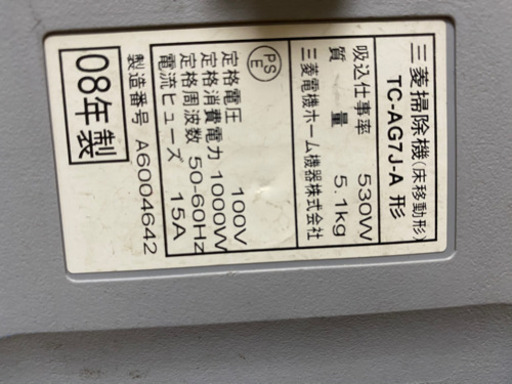 三菱掃除機(床移動形)
TC-AG7J-A 形
吸込仕事率 530W
質 量 5.1kg
三菱電機ホーム機器株式会社
PS
E
定格電圧 100V
定格消費電力 1000W
定格周波数 50-60Hz
電流ヒューズ 15A
製造番号 A6004642
08年製